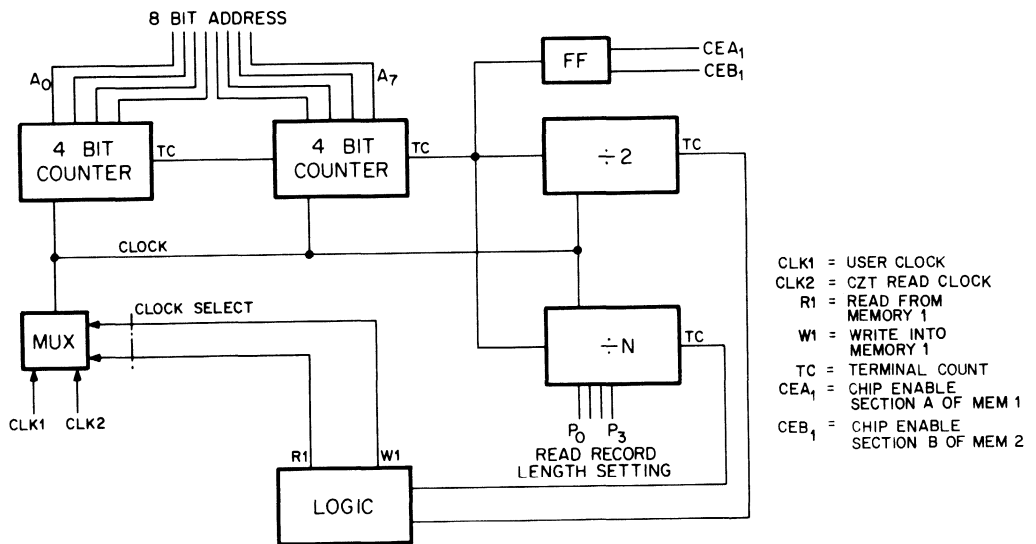 8 BIT ADDRESS
A0
A7
4 BIT
COUNTER
TC
4 BIT
COUNTER
TC
FF
CEA1
CEB1
÷2
TC
CLOCK
MUX
CLOCK SELECT
CLK1
CLK2
÷N
TC
P0
P3
READ RECORD
LENGTH SETTING
R1
W1
LOGIC
CLK1 = USER CLOCK
CLK2 = CZT READ CLOCK
R1 = READ FROM
MEMORY 1
W1 = WRITE INTO
MEMORY 1
TC = TERMINAL COUNT
CEA1 = CHIP ENABLE
SECTION A OF MEM 1
CEB1 = CHIP ENABLE
SECTION B OF MEM 2